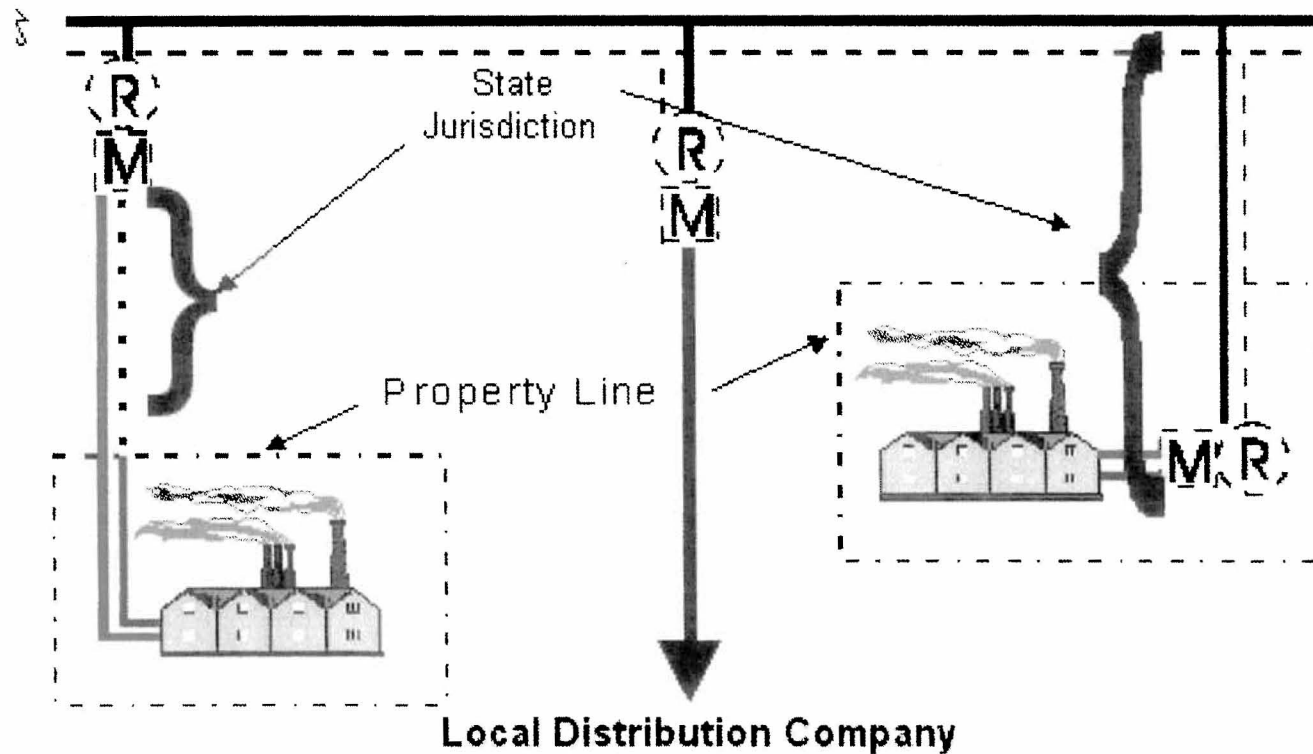 R
M
State
Jurisdiction
R
M
Property Line
M R
Local Distribution Company